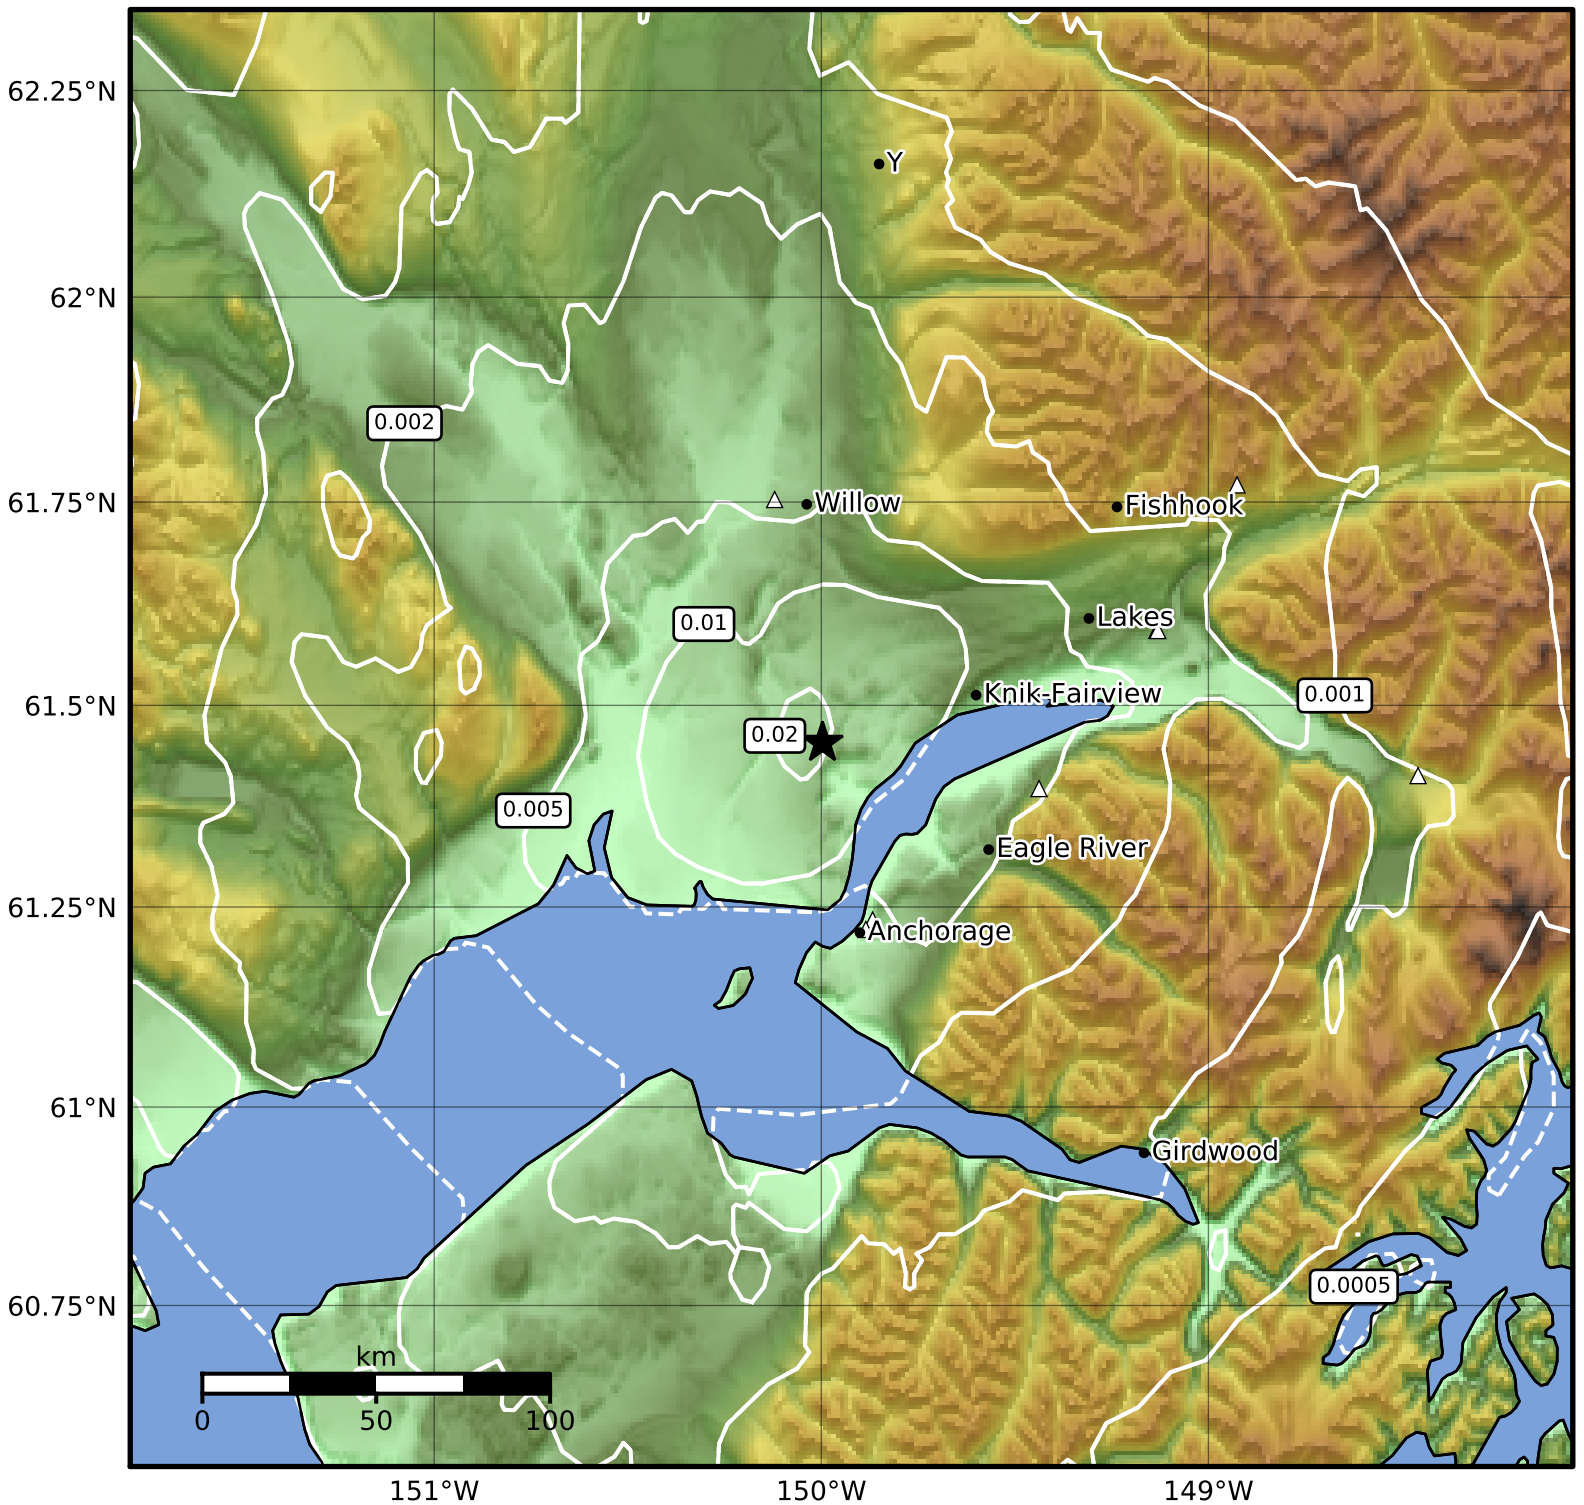 62.25°N
Y
62°N
0.002
61.75°N
Willow
Fishhook
0.01
Lakes
61.5°N
Knik-Fairview
0.001
0.02
0.005
Eagle River
61.25°N
Anchorage
61°N
Girdwood
60.75°N
0.0005
km
0 50 100
151°W 150°W 149°W